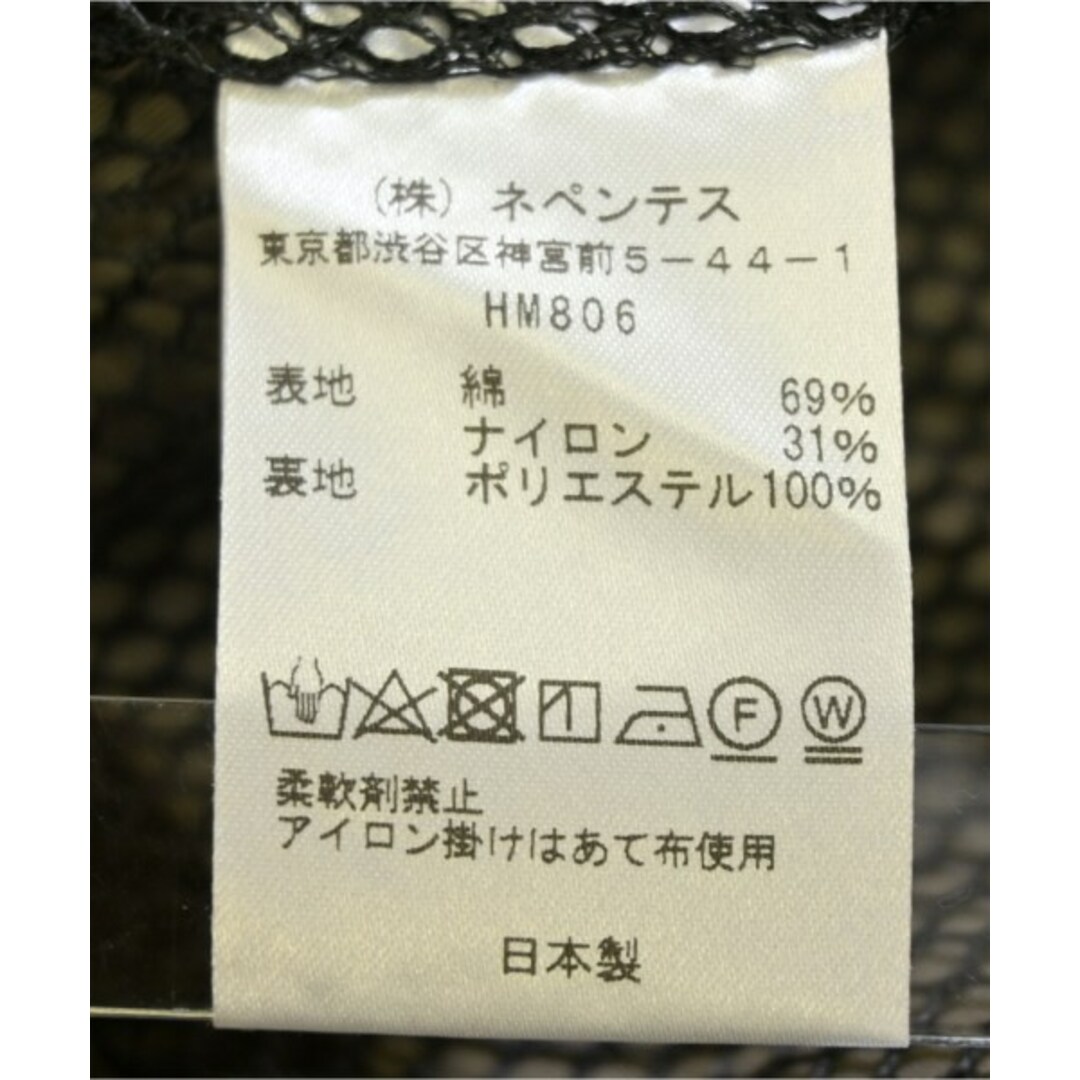 (株) ネペンテス
東京都渋谷区神宮前5-44-1
HM806
表地 綿 69%
ナイロン 31%
裏地 ポリエステル100%
F W
柔軟剤禁止
アイロン掛けはあて布使用
日本製